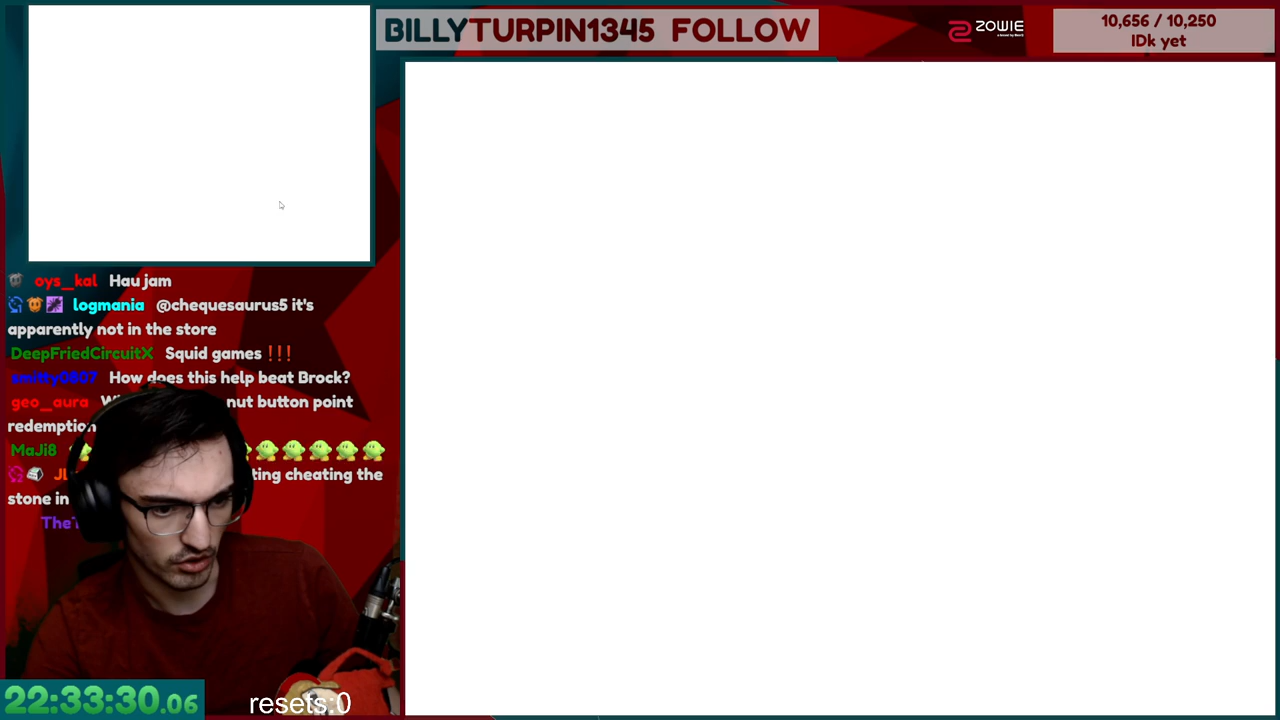 BILLYTURPIN1345 FOLLOW
ZOWIE
10,656 / 10,250
IDk yet
oys_kal Hau jam
logmania @chequesaurus5 it's
apparently not in the store
DeepFriedCircuitX Squid games !!!
smitty0807 How does this help beat Brock?
geo_aura nut button point
redemption
MaJi8
ting cheating the
stone in
22:33:30.06
resets:0